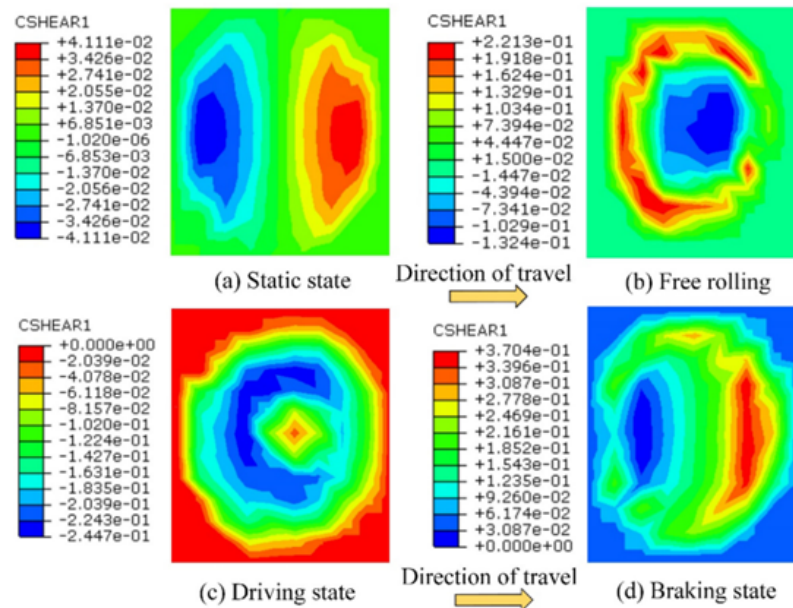 CSHEAR1
+4.111e-02
+3.426e-02
+2.741e-02
+2.055e-02
+1.370e-02
+6.851e-03
-1.020e-06
-6.853e-03
-1.370e-02
-2.056e-02
-2.741e-02
-3.426e-02
-4.111e-02
(a) Static state
CSHEAR1
+2.213e-01
+1.918e-01
+1.624e-01
+1.329e-01
+1.034e-01
+7.394e-02
+4.447e-02
+1.500e-02
-1.447e-02
-4.394e-02
-7.341e-02
-1.029e-01
-1.324e-01
Direction of travel
(b) Free rolling
CSHEAR1
+0.000e+00
-2.039e-02
-4.078e-02
-6.118e-02
-8.157e-02
-1.020e-01
-1.224e-01
-1.427e-01
-1.631e-01
-1.835e-01
-2.039e-01
-2.243e-01
-2.447e-01
(c) Driving state
CSHEAR1
+3.704e-01
+3.396e-01
+3.087e-01
+2.778e-01
+2.469e-01
+2.161e-01
+1.852e-01
+1.543e-01
+1.235e-01
+9.260e-02
+6.174e-02
+3.087e-02
+0.000e+00
Direction of travel
(d) Braking state